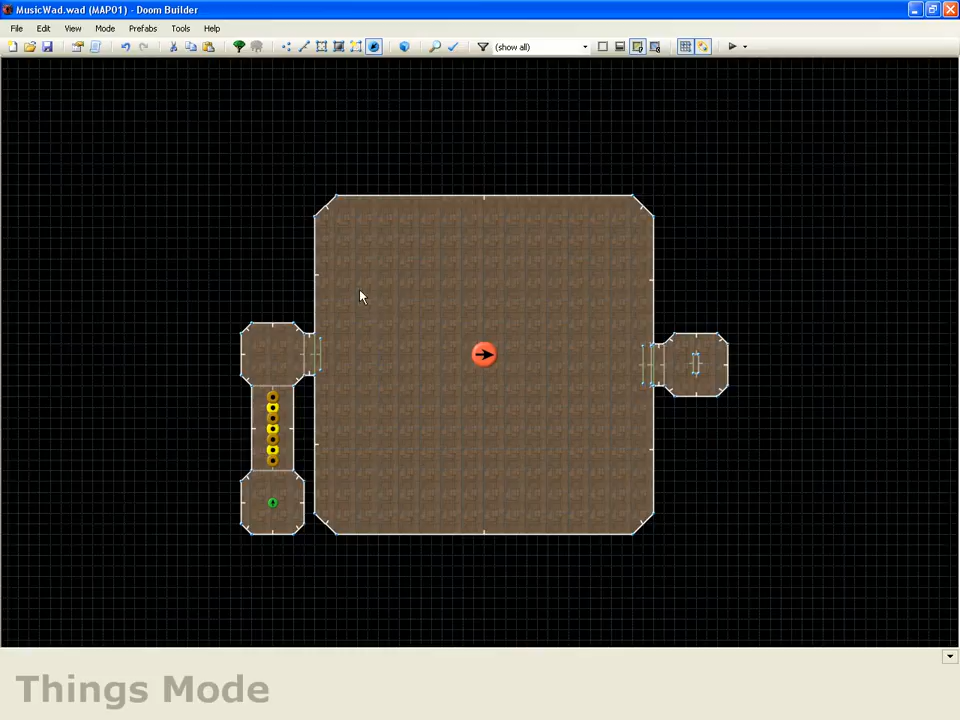 MusicWad.wad (MAP01) - Doom Builder
File Edit View Mode Prefabs Tools Help
(show all)
Things Mode